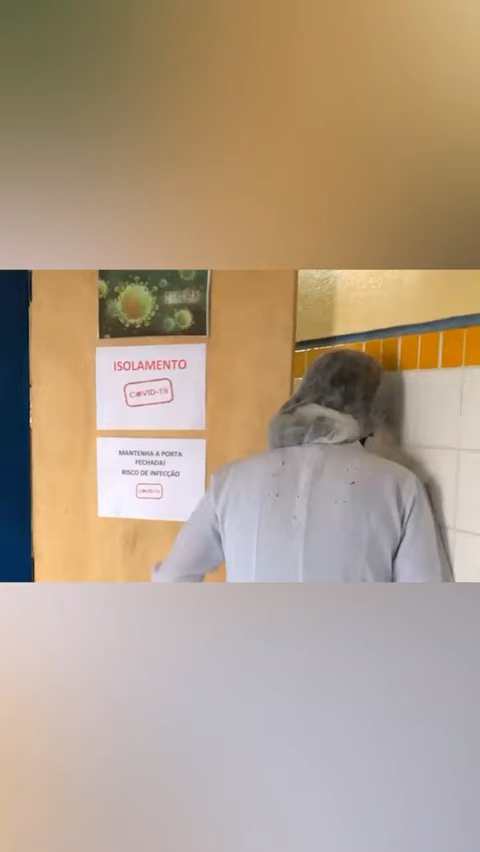 ISOLAMENTO
COVID-19
MANTENHA A PORTA
FECHADA!
RISCO DE INFECÇÃO
COVID-19